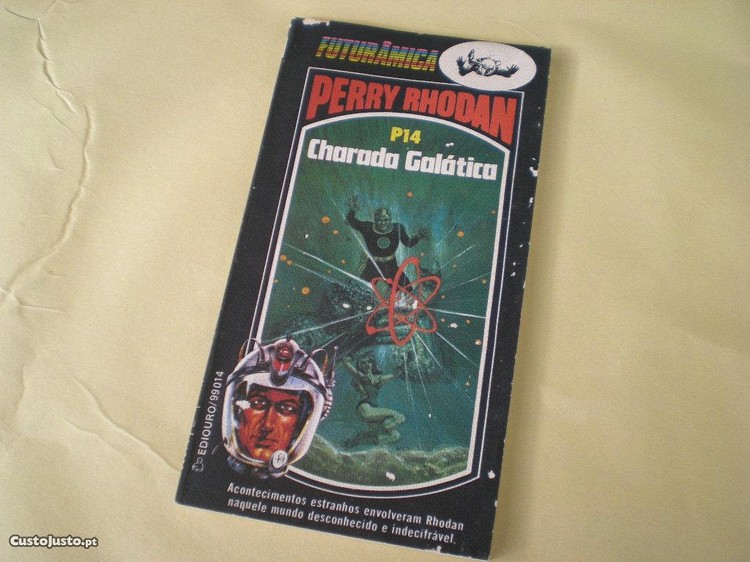 FUTURÂMICA
PERRY RHODAN
P14
Charada Galática
EDIOURO/99014
Acontecimentos estranhos envolveram Rhodan
naquele mundo desconhecido e indecifrável.
CustoJusto.pt